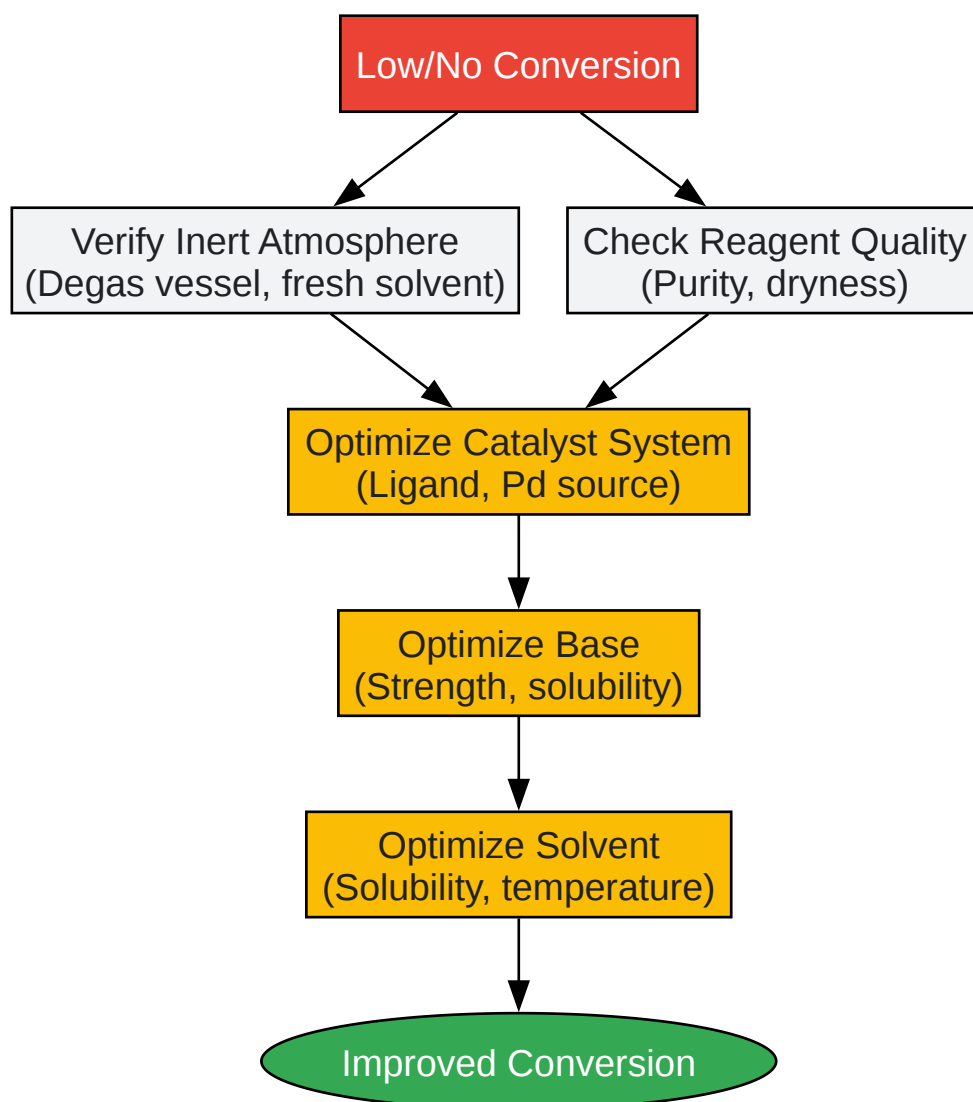 Low/No Conversion
Verify Inert Atmosphere
(Degas vessel, fresh solvent)
Check Reagent Quality
(Purity, dryness)
Optimize Catalyst System
(Ligand, Pd source)
Optimize Base
(Strength, solubility)
Optimize Solvent
(Solubility, temperature)
Improved Conversion